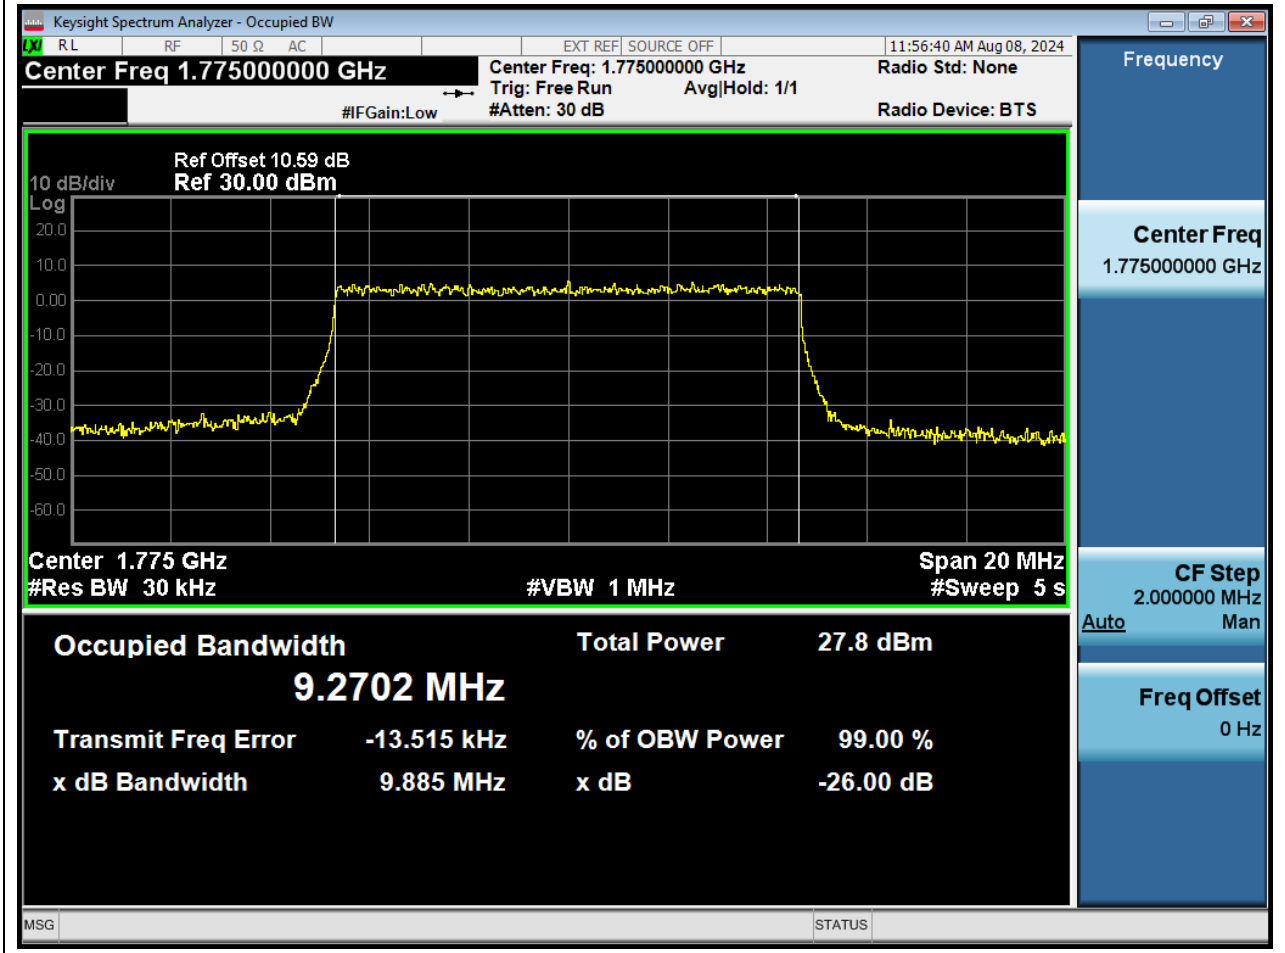 Keysight Spectrum Analyzer - Occupied BW
LXI RL RF 50 Ω AC EXT REF SOURCE OFF 11:56:40 AM Aug 08, 2024
Center Freq 1.775000000 GHz
#IFGain:Low
Center Freq: 1.775000000 GHz
Trig: Free Run Avg|Hold: 1/1
#Atten: 30 dB
Radio Std: None
Radio Device: BTS
Ref Offset 10.59 dB
10 dB/div Ref 30.00 dBm
Log
20.0
10.0
0.00
-10.0
-20.0
-30.0
-40.0
-50.0
-60.0
Center 1.775 GHz Span 20 MHz
#Res BW 30 kHz #VBW 1 MHz #Sweep 5 s
Occupied Bandwidth Total Power 27.8 dBm
9.2702 MHz
Transmit Freq Error -13.515 kHz % of OBW Power 99.00 %
x dB Bandwidth 9.885 MHz x dB -26.00 dB
Frequency
Center Freq
1.775000000 GHz
CF Step
2.000000 MHz
Auto Man
Freq Offset
0 Hz
MSG STATUS